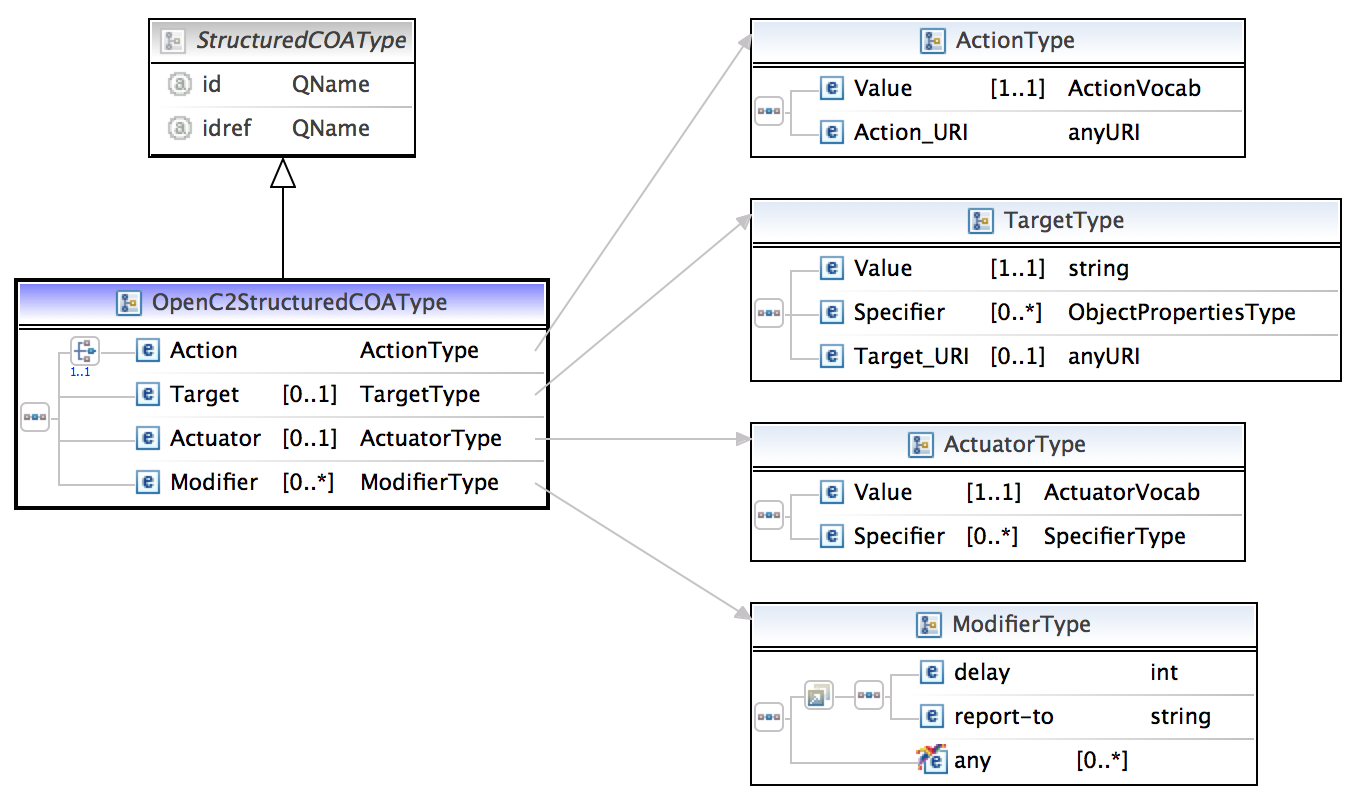 StructuredCOAType
id QName
idref QName
OpenC2StructuredCOAType
Action ActionType
1..1
Target [0..1] TargetType
Actuator [0..1] ActuatorType
Modifier [0..*] ModifierType
ActionType
Value [1..1] ActionVocab
Action_URI anyURI
TargetType
Value [1..1] string
Specifier [0..*] ObjectPropertiesType
Target_URI [0..1] anyURI
ActuatorType
Value [1..1] ActuatorVocab
Specifier [0..*] SpecifierType
ModifierType
delay int
report-to string
any [0..*]